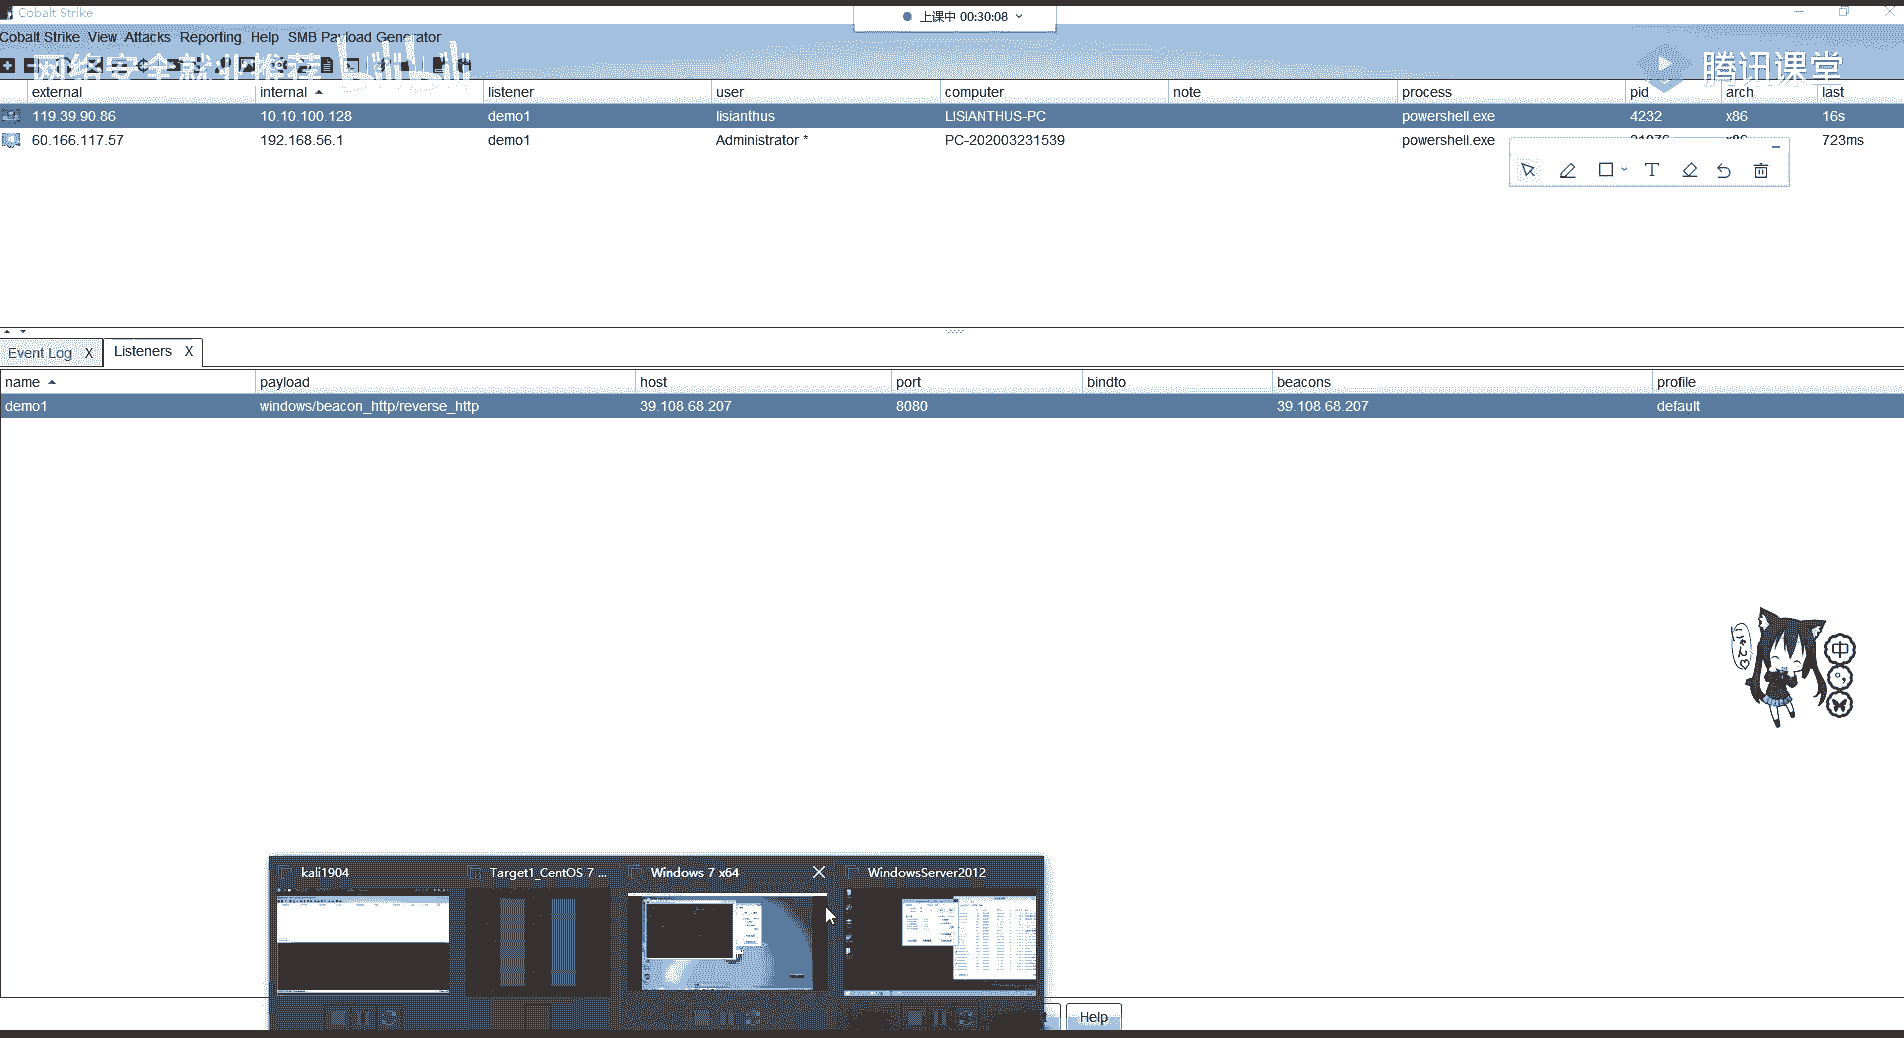 Cobalt Strike
上课中 00:30:08
Cobalt Strike View Attacks Reporting Help SMB Payload Generator
网络安全就业推荐 bilibili
腾讯课堂
external internal listener user computer note process pid arch last
119.39.90.86 10.10.100.128 demo1 lisianthus LISIANTHUS-PC powershell.exe 4232 x86 16s
60.166.117.57 192.168.56.1 demo1 Administrator * PC-202003231539 powershell.exe x86 723ms
T
Event Log X Listeners X
name payload host port bindto beacons profile
demo1 windows/beacon_http/reverse_http 39.108.68.207 8080 39.108.68.207 default
中
kali1904 Target1_CentOS 7 ... Windows 7 x64 WindowsServer2012
Help